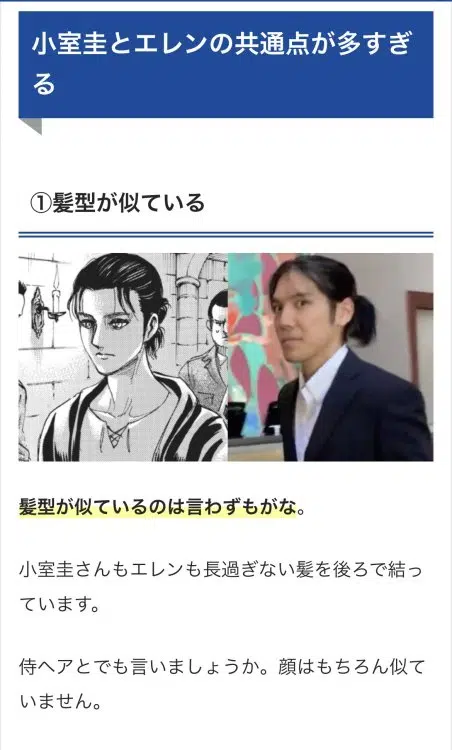 小室圭とエレンの共通点が多すぎ
る
①髪型が似ている
髪型が似ているのは言わずもがな。
小室圭さんもエレンも長過ぎない髪を後ろで結っ
ています。
侍ヘアとでも言いましょうか。顔はもちろん似て
いません。